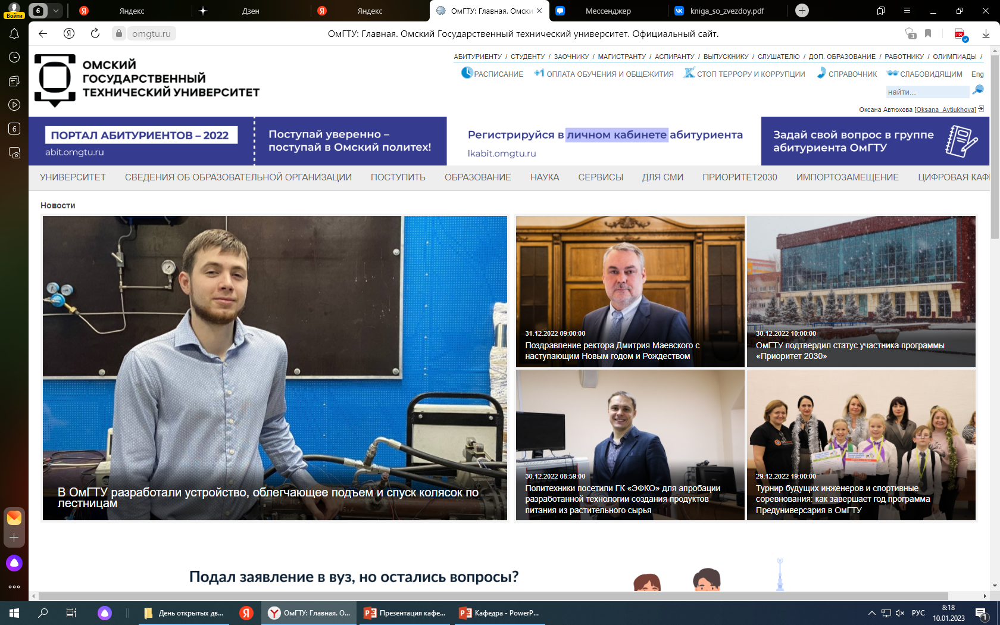 Войти
6
Яндекс
Дзен
Яндекс
ОмГТУ: Главная. Омски
Мессенджер
kniga_so_zvezdoy.pdf
omgtu.ru
ОмГТУ: Главная. Омский Государственный технический университет. Официальный сайт.
3
6
ОМСКИЙ
ГОСУДАРСТВЕННЫЙ
ТЕХНИЧЕСКИЙ УНИВЕРСИТЕТ
АБИТУРИЕНТУ / СТУДЕНТУ / ЗАОЧНИКУ / МАГИСТРАНТУ / АСПИРАНТУ / ВЫПУСКНИКУ / СЛУШАТЕЛЮ / ДОП. ОБРАЗОВАНИЕ / РАБОТНИКУ / ОЛИМПИАДЫ /
РАСПИСАНИЕ +1 ОПЛАТА ОБУЧЕНИЯ И ОБЩЕЖИТИЯ СТОП ТЕРРОРУ И КОРРУПЦИИ СПРАВОЧНИК СЛАБОВИДЯЩИМ Eng
найти...
Оксана Автюхова [Oksana_Avtiukhova]
ПОРТАЛ АБИТУРИЕНТОВ – 2022
abit.omgtu.ru
Поступай уверенно –
поступай в Омский политех!
Регистрируйся в личном кабинете абитуриента
lkabit.omgtu.ru
Задай свой вопрос в группе
абитуриента ОмГТУ
УНИВЕРСИТЕТ СВЕДЕНИЯ ОБ ОБРАЗОВАТЕЛЬНОЙ ОРГАНИЗАЦИИ ПОСТУПИТЬ ОБРАЗОВАНИЕ НАУКА СЕРВИСЫ ДЛЯ СМИ ПРИОРИТЕТ2030 ИМПОРТОЗАМЕЩЕНИЕ ЦИФРОВАЯ КАФ
Новости
В ОмГТУ разработали устройство, облегчающее подъем и спуск колясок по
лестницам
31.12.2022 09:00:00
Поздравление ректора Дмитрия Маевского с
наступающим Новым годом и Рождеством
30.12.2022 10:00:00
ОмГТУ подтвердил статус участника программы
«Приоритет 2030»
30.12.2022 08:59:00
Политехники посетили ГК «ЭФКО» для апробации
разработанной технологии создания продуктов
питания из растительного сырья
29.12.2022 19:00:00
Турнир будущих инженеров и спортивные
соревнования: как завершает год программа
Предуниверсария в ОмГТУ
Подал заявление в вуз, но остались вопросы?
День открытых дв...
ОмГТУ: Главная. О...
Презентация кафе...
Кафедра - PowerP...
РУС
8:18
10.01.2023
1